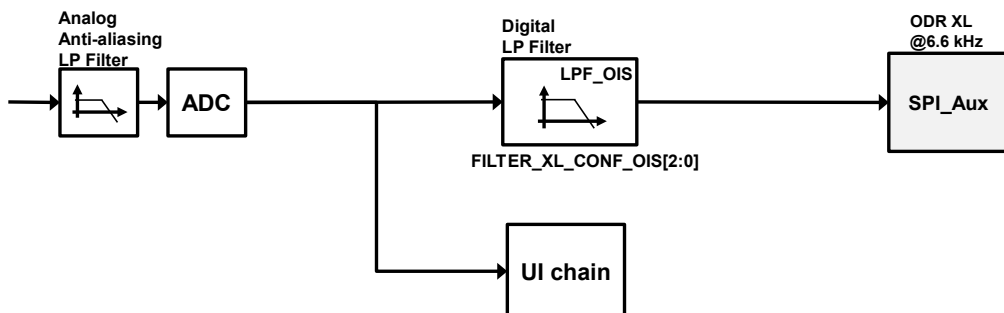 Analog
Anti-aliasing
LP Filter
ADC
Digital
LP Filter
LPF_OIS
FILTER_XL_CONF_OIS[2:0]
ODR XL
@6.6 kHz
SPI_Aux
UI chain